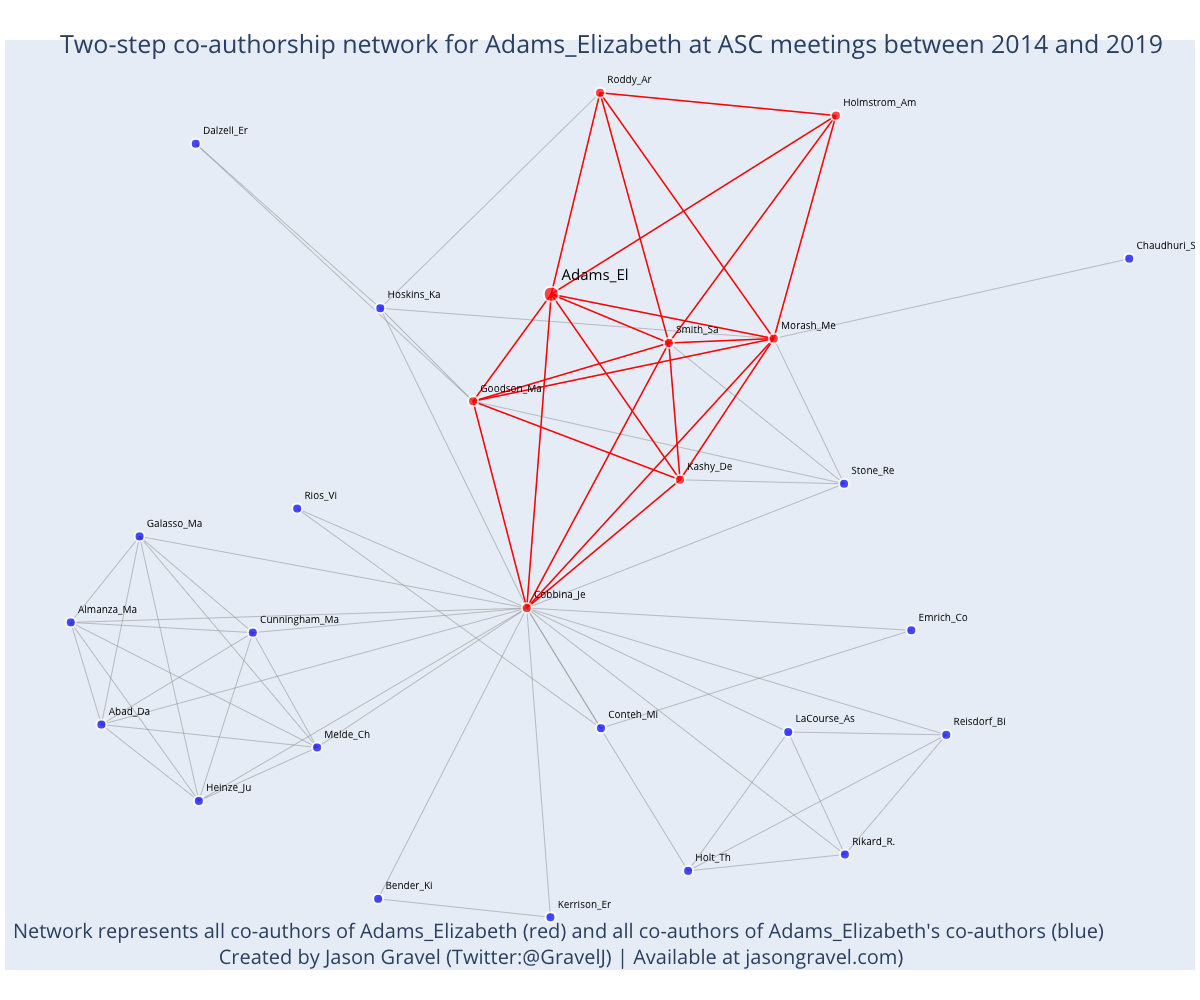 Two-step co-authorship network for Adams_Elizabeth at ASC meetings between 2014 and 2019
Roddy_Ar
Holmstrom_Am
Dalzell_Er
Chaudhuri_S
Adams_El
Hoskins_Ka
Smith_Sa
Morash_Me
Goodson_Ma
Kashy_De
Stone_Re
Rios_Vi
Galasso_Ma
Cobbina_Je
Almanza_Ma
Cunningham_Ma
Emrich_Co
Abad_Da
Conteh_Mi
LaCourse_As
Reisdorf_Bi
Melde_Ch
Heinze_Ju
Rikard_R.
Holt_Th
Bender_Ki
Kerrison_Er
Network represents all co-authors of Adams_Elizabeth (red) and all co-authors of Adams_Elizabeth's co-authors (blue)
Created by Jason Gravel (Twitter:@GravelJ) | Available at jasongravel.com)